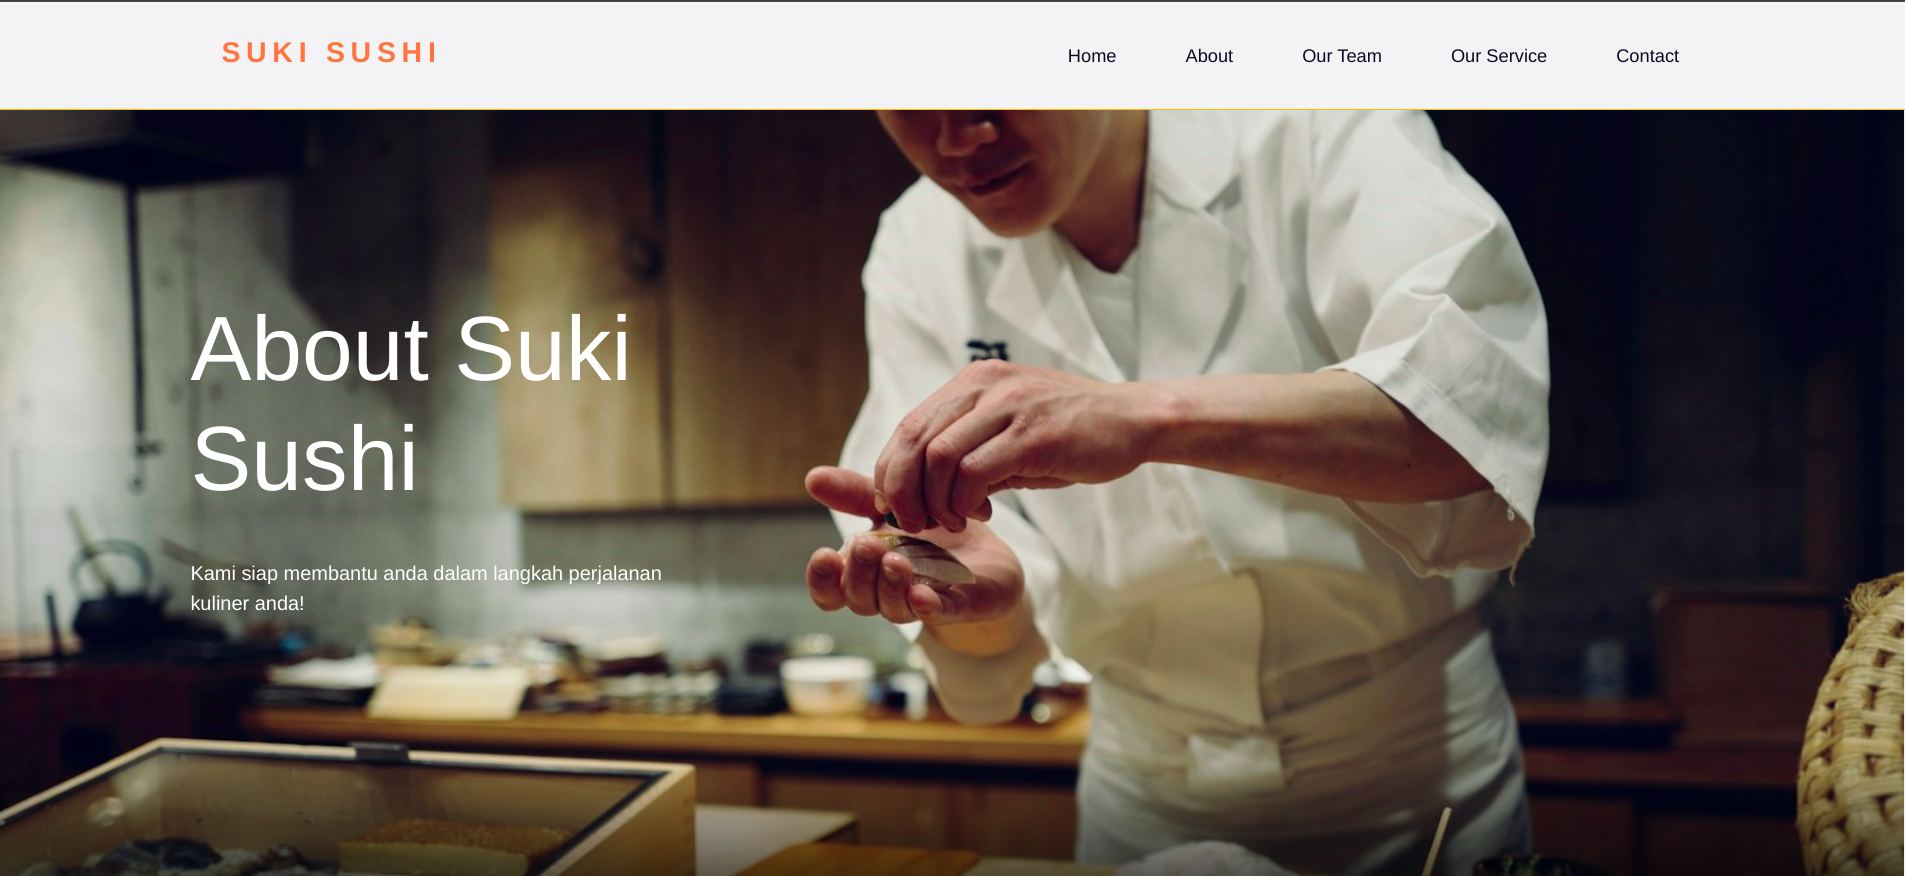 SUKI SUSHI
Home About Our Team Our Service Contact
About Suki
Sushi
Kami siap membantu anda dalam langkah perjalanan
kuliner anda!